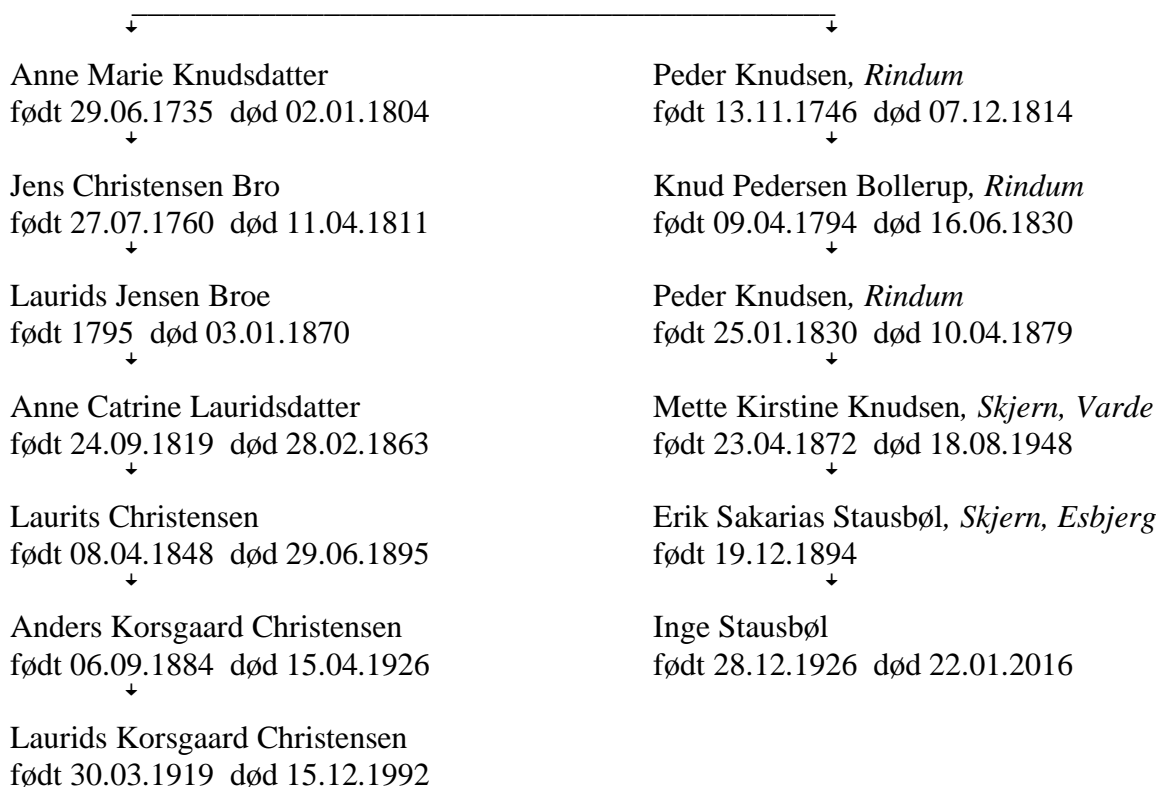 Anne Marie Knudsdatter
født 29.06.1735 død 02.01.1804
Jens Christensen Bro
født 27.07.1760 død 11.04.1811
Laurids Jensen Broe
født 1795 død 03.01.1870
Anne Catrine Lauridsdatter
født 24.09.1819 død 28.02.1863
Laurits Christensen
født 08.04.1848 død 29.06.1895
Anders Korsgaard Christensen
født 06.09.1884 død 15.04.1926
Laurids Korsgaard Christensen
født 30.03.1919 død 15.12.1992
Peder Knudsen, Rindum
født 13.11.1746 død 07.12.1814
Knud Pedersen Bollerup, Rindum
født 09.04.1794 død 16.06.1830
Peder Knudsen, Rindum
født 25.01.1830 død 10.04.1879
Mette Kirstine Knudsen, Skjern, Varde
født 23.04.1872 død 18.08.1948
Erik Sakarias Stausbøl, Skjern, Esbjerg
født 19.12.1894
Inge Stausbøl
født 28.12.1926 død 22.01.2016